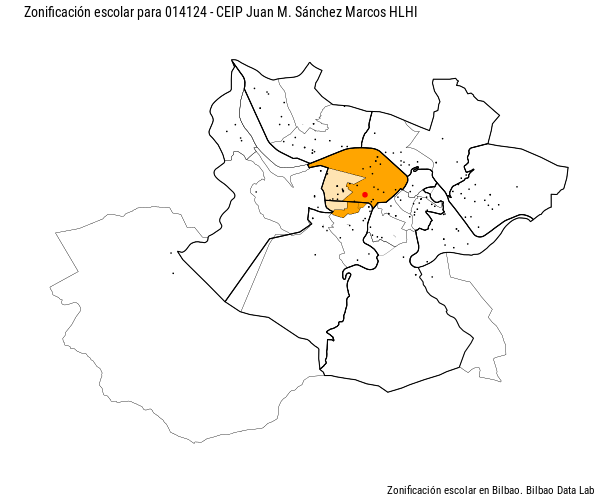 Zonificación escolar para 014124 - CEIP Juan M. Sánchez Marcos HLHI
Zonificación escolar en Bilbao. Bilbao Data Lab